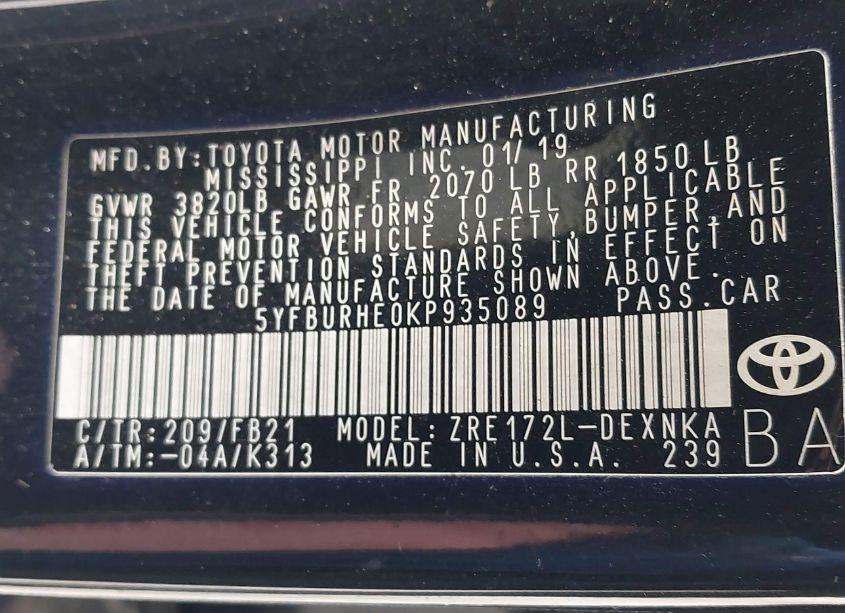 MFD.BY:TOYOTA MOTOR MANUFACTURING
MISSISSIPPI INC. 01/19
GVWR 3820LB GAWR FR 2070 LB RR 1850LB
THIS VEHICLE CONFORMS TO ALL APPLICABLE
FEDERAL MOTOR VEHICLE SAFETY,BUMPER,AND
THEFT PREVENTION STANDARDS IN EFFECT ON
THE DATE OF MANUFACTURE SHOWN ABOVE.
5YFBURHE0KP935089 PASS.CAR
C/TR:209/FB21 MODEL:ZRE172L-DEXNKA
A/TM:-04A/K313 MADE IN U.S.A. 239
BA